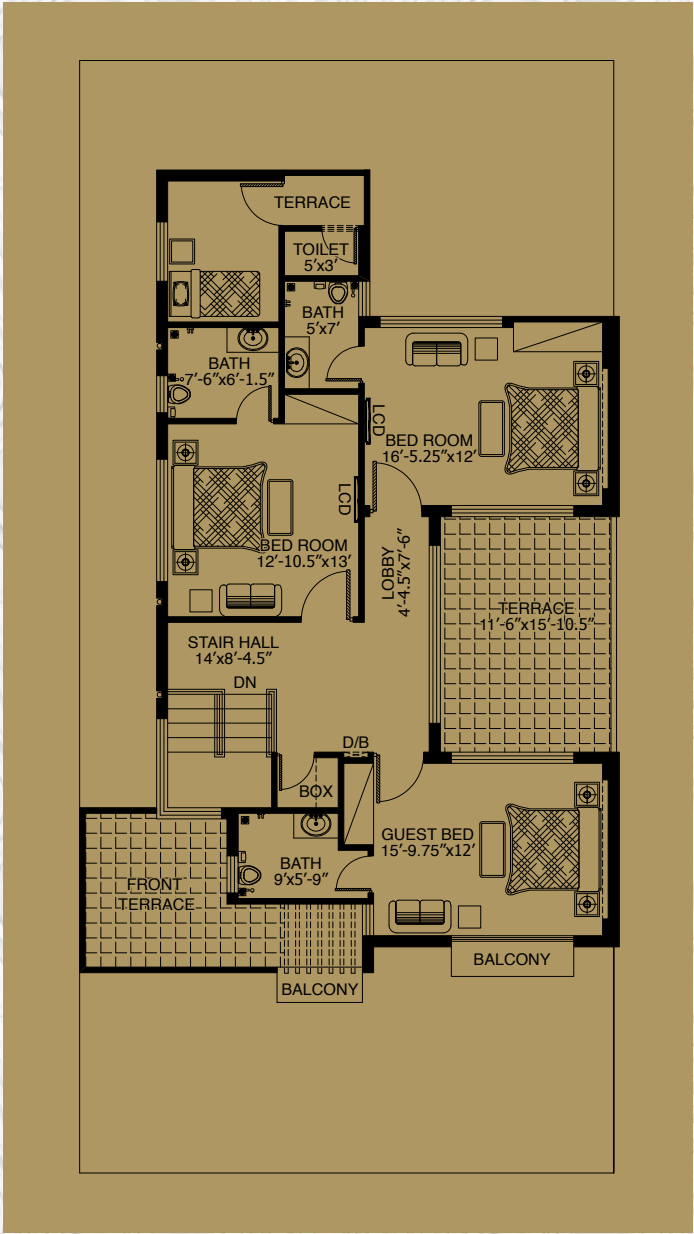 TERRACE
TOILET
5'x3'
BATH
5'x7'
BATH
7'-6"x6'-1.5"
LCD
BED ROOM
16'-5.25"x12'
LCD
BED ROOM
12'-10.5"x13'
LOBBY
4'-4.5"x7'-6"
TERRACE
11'-6"x15'-10.5"
STAIR HALL
14'x8'-4.5"
DN
D/B
BOX
GUEST BED
15'-9.75"x12'
BATH
9'x5'-9"
FRONT
TERRACE
BALCONY
BALCONY